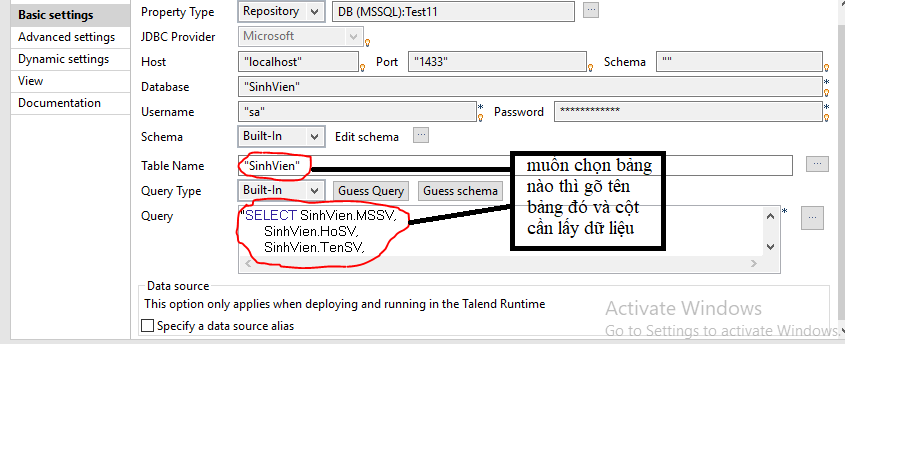 Basic settings
Advanced settings
Dynamic settings
View
Documentation
Property Type Repository DB (MSSQL):Test11 ...
JDBC Provider Microsoft
Host "localhost" Port "1433" Schema ""
Database "SinhVien" *
Username "sa" * Password ************ *
Schema Built-In Edit schema ...
Table Name "SinhVien" ...
Query Type Built-In Guess Query Guess schema
Query "SELECT SinhVien.MSSV, * ...
SinhVien.HoSV,
SinhVien.TenSV,
muốn chọn bảng
nào thì gõ tên
bảng đó và cột
cần lấy dữ liệu
Data source
This option only applies when deploying and running in the Talend Runtime
Specify a data source alias
Activate Windows
Go to Settings to activate Windows.